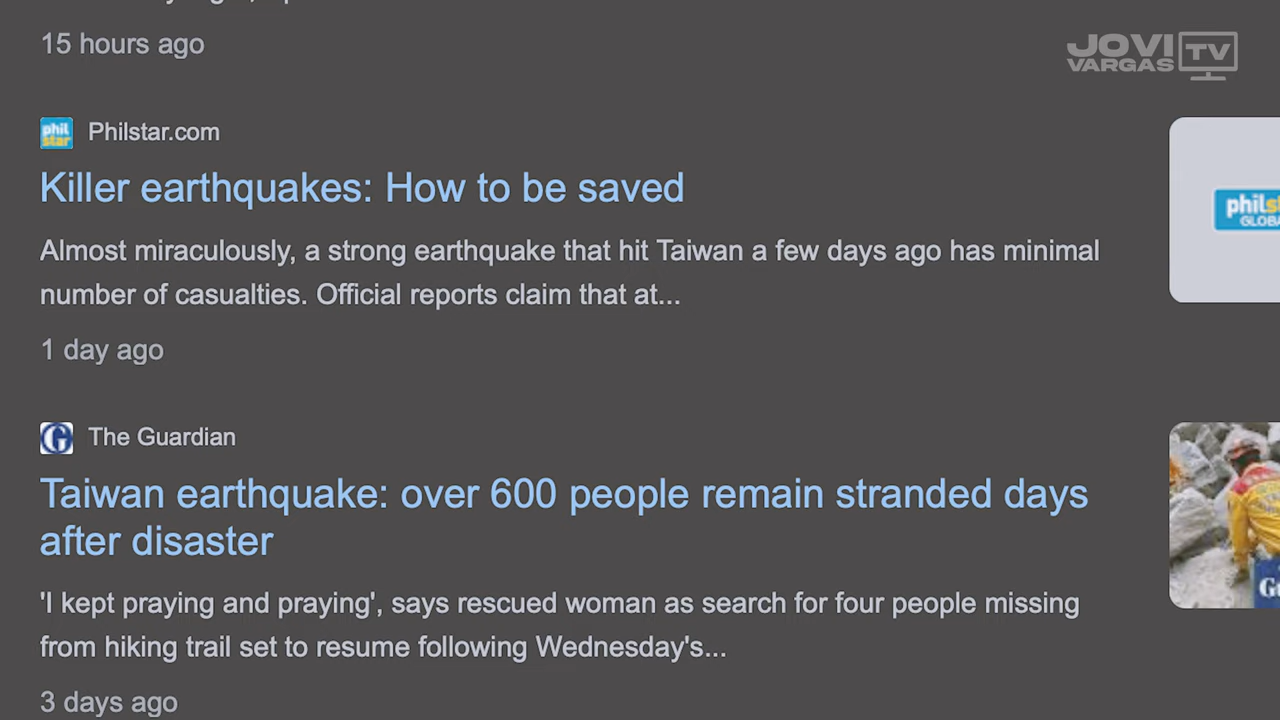 15 hours ago
JOVI
VARGAS TV
phil
star
Philstar.com
Killer earthquakes: How to be saved
Almost miraculously, a strong earthquake that hit Taiwan a few days ago has minimal
number of casualties. Official reports claim that at...
1 day ago
G
The Guardian
Taiwan earthquake: over 600 people remain stranded days
after disaster
'I kept praying and praying', says rescued woman as search for four people missing
from hiking trail set to resume following Wednesday's...
3 days ago